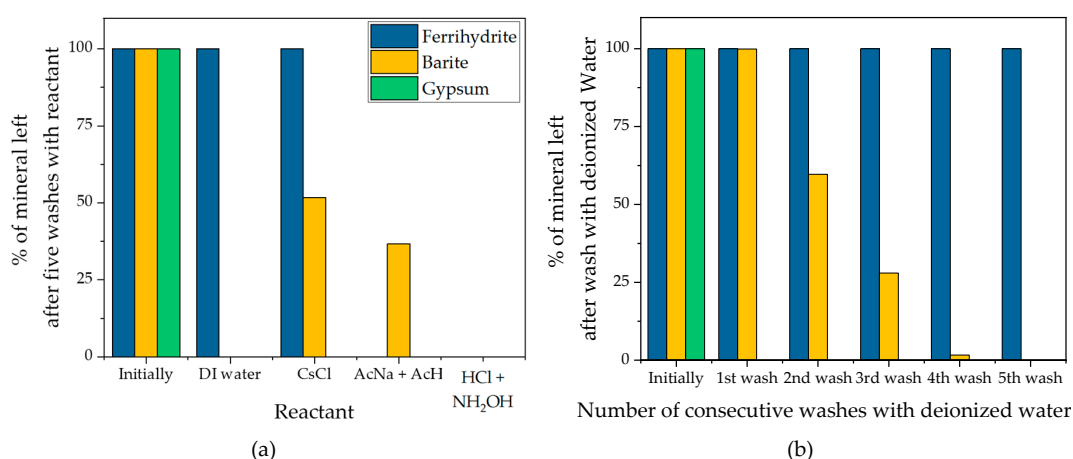 % of mineral left
after five washes with reactant
100
75
50
25
0
Ferrihydrite
Barite
Gypsum
Initially
DI water
CsCl
AcNa + AcH
HCl +
NH₂OH
Reactant
(a)
% of mineral left
after wash with deionized Water
100
75
50
25
0
Initially
1st wash
2nd wash
3rd wash
4th wash
5th wash
Number of consecutive washes with deionized water
(b)